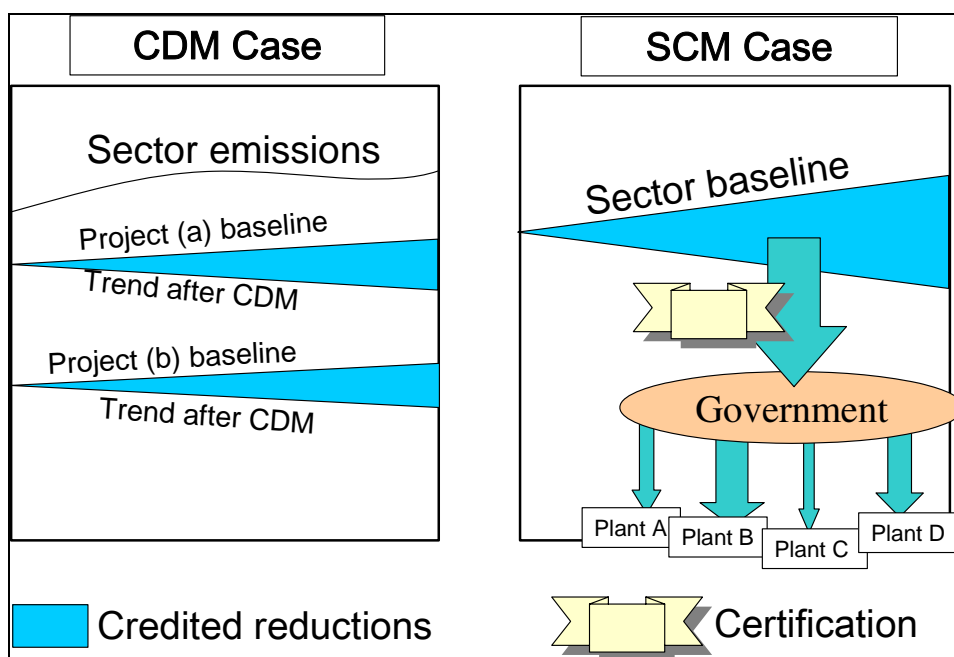 CDM Case
Sector emissions
Project (a) baseline
Trend after CDM
Project (b) baseline
Trend after CDM
SCM Case
Sector baseline
Government
Plant A
Plant B
Plant C
Plant D
Credited reductions
Certification